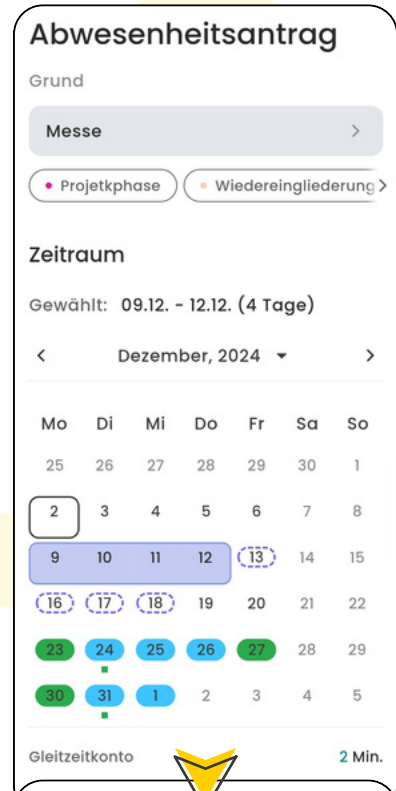 Abwesenheitsantrag
Grund
Messe
Projetkphase Wiedereingliederung
Zeitraum
Gewählt: 09.12. - 12.12. (4 Tage)
Dezember, 2024
Mo Di Mi Do Fr Sa So
25 26 27 28 29 30 1
2 3 4 5 6 7 8
9 10 11 12 13 14 15
16 17 18 19 20 21 22
23 24 25 26 27 28 29
30 31 1 2 3 4 5
Gleitzeitkonto 2 Min.